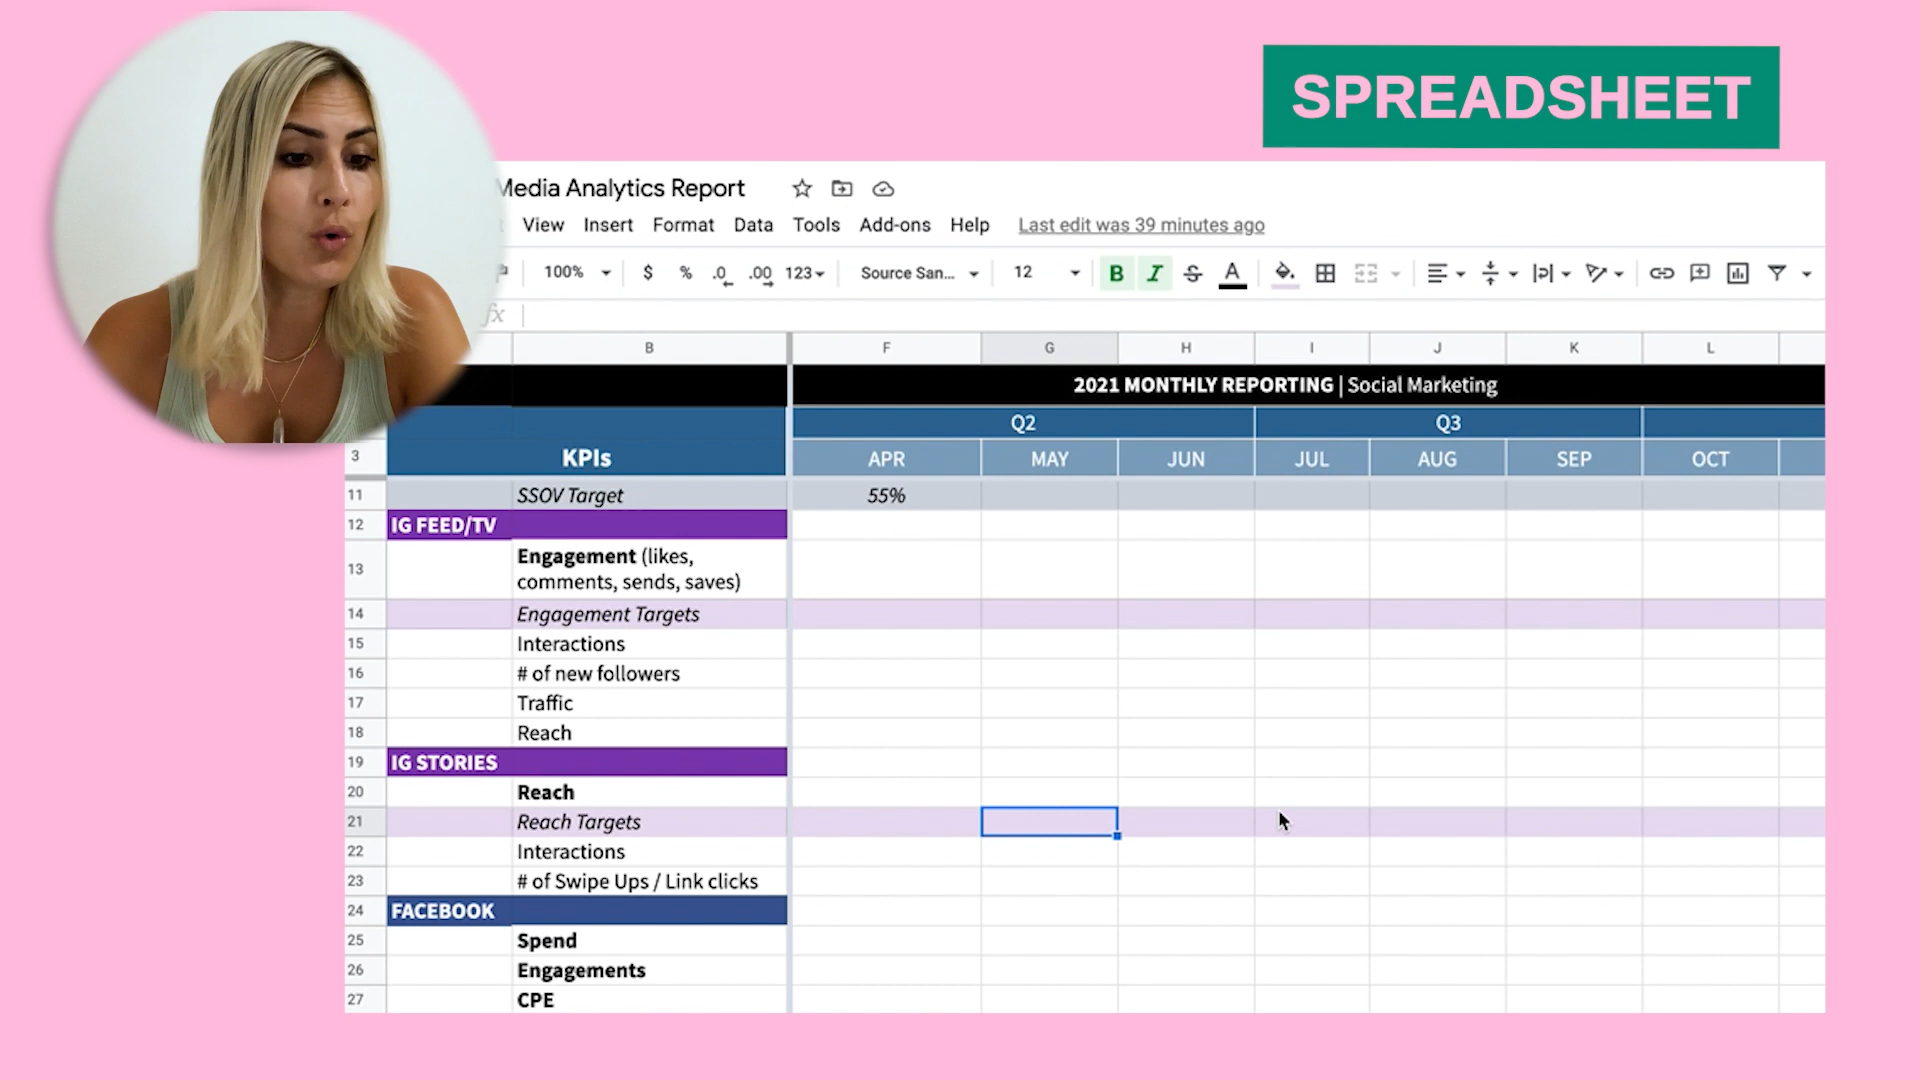 SPREADSHEET
Media Analytics Report
View Insert Format Data Tools Add-ons Help Last edit was 39 minutes ago
100% $ % .0 .00 123 Source San... 12 B I S A
fx
B F G H I J K L
2021 MONTHLY REPORTING | Social Marketing
Q2 Q3
3 KPIs APR MAY JUN JUL AUG SEP OCT
11 SSOV Target 55%
12 IG FEED/TV
13 Engagement (likes,
comments, sends, saves)
14 Engagement Targets
15 Interactions
16 # of new followers
17 Traffic
18 Reach
19 IG STORIES
20 Reach
21 Reach Targets
22 Interactions
23 # of Swipe Ups / Link clicks
24 FACEBOOK
25 Spend
26 Engagements
27 CPE